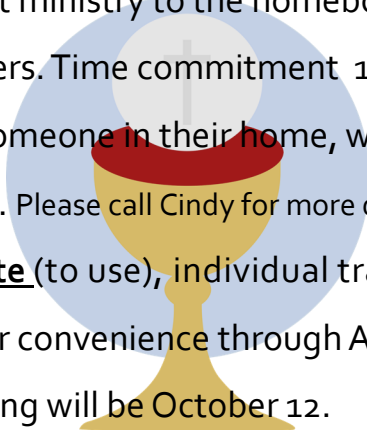 t ministry to the homebo
ers. Time commitment 1
omeone in their home, w
. Please call Cindy for more
te (to use), individual tra
r convenience through A
ng will be October 12.